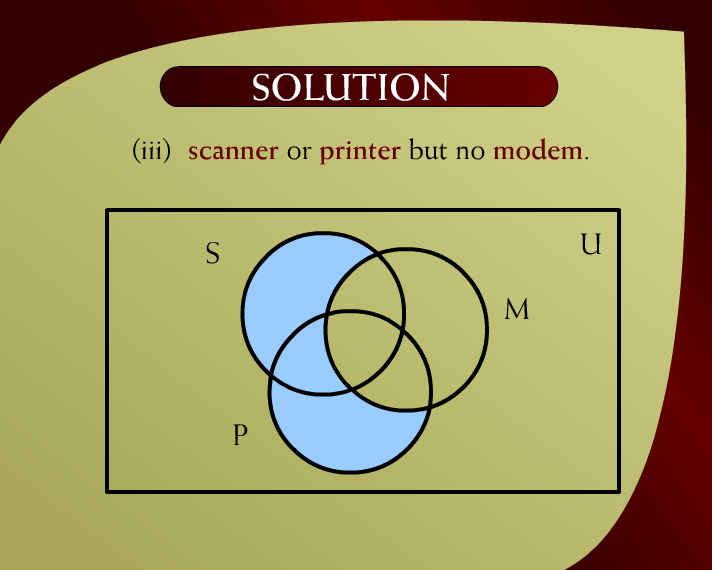 SOLUTION
(iii) scanner or printer but no modem.
S
U
M
P